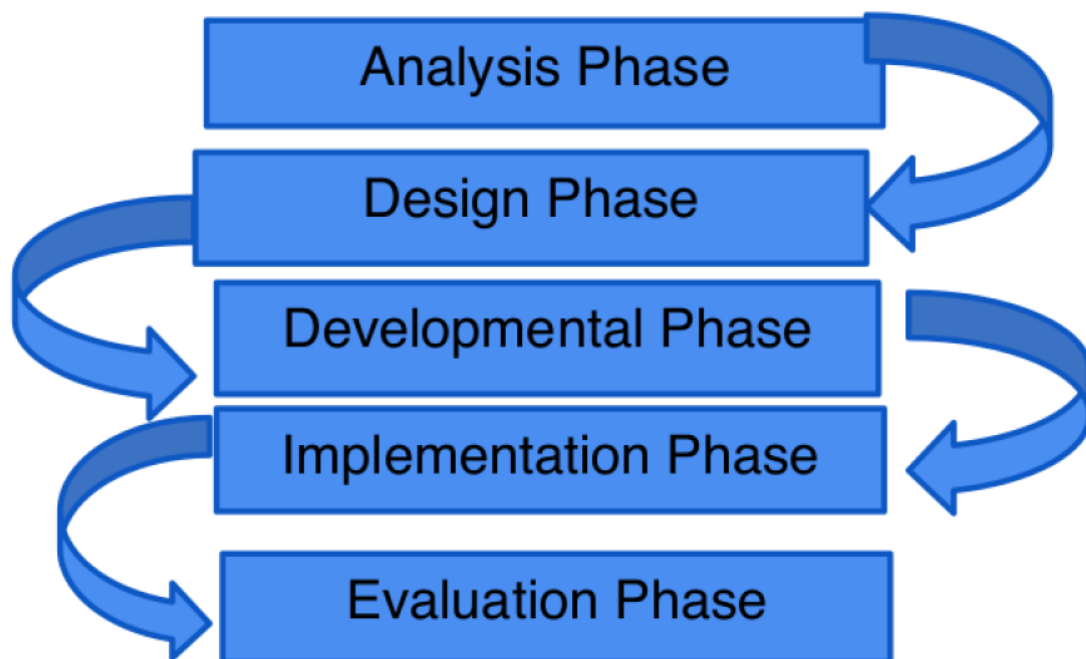 Analysis Phase
Design Phase
Developmental Phase
Implementation Phase
Evaluation Phase